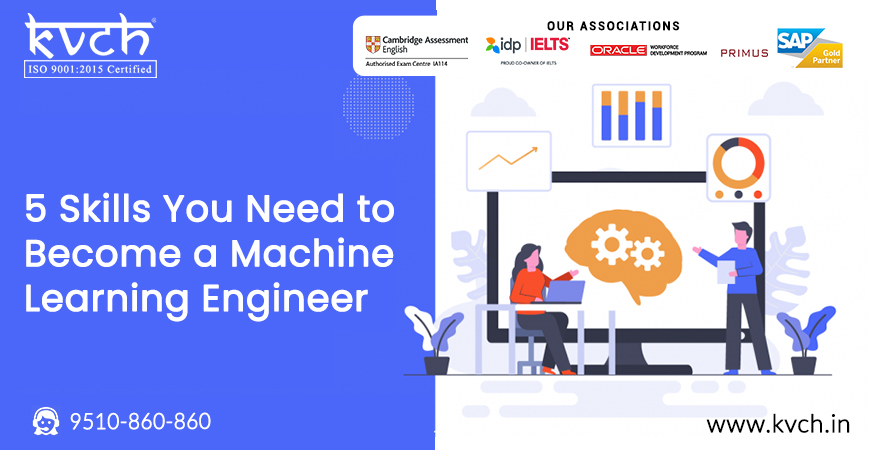 kvch®
ISO 9001:2015 Certified
OUR ASSOCIATIONS
Cambridge Assessment
English
Authorised Exam Centre IA114
idp | IELTS
PROUD CO-OWNER OF IELTS
ORACLE WORKFORCE
DEVELOPMENT PROGRAM
PRIMUS
SAP
Gold
Partner
5 Skills You Need to
Become a Machine
Learning Engineer
9510-860-860
www.kvch.in